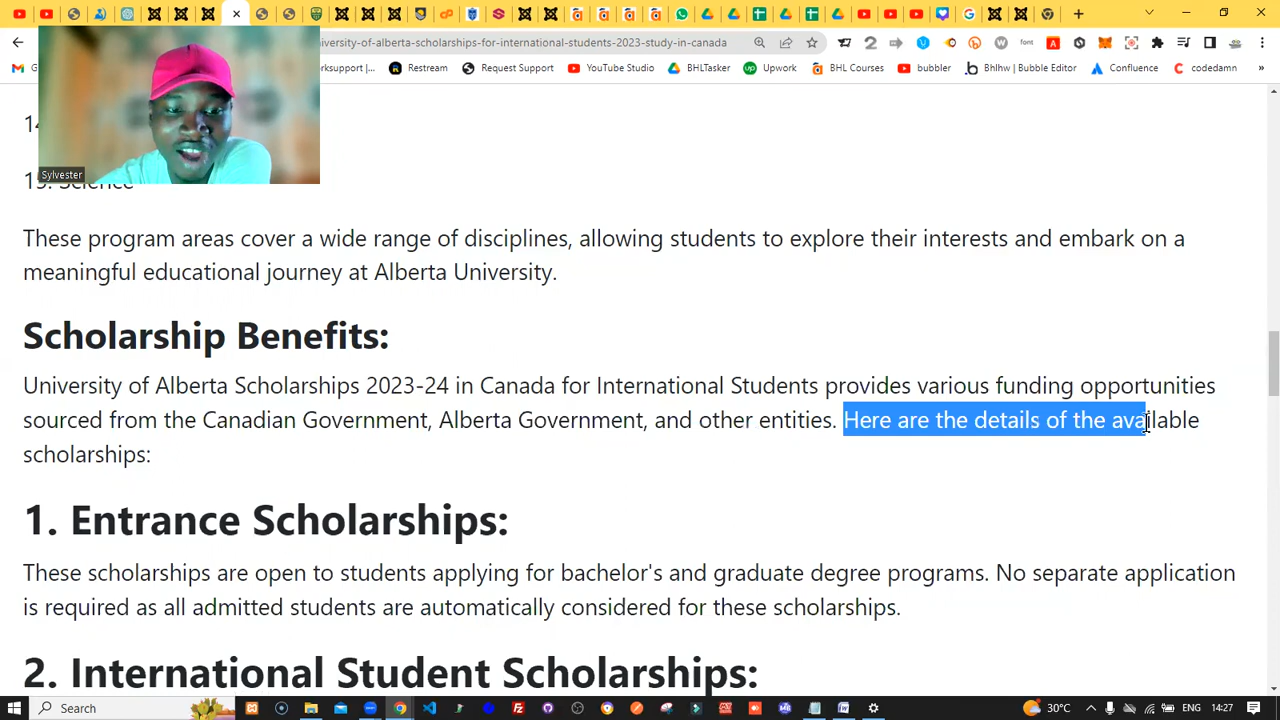 iversity-of-alberta-scholarships-for-international-students-2023-study-in-canada
rksupport |...
Restream
Request Support
YouTube Studio
BHLTasker
Upwork
BHL Courses
bubbler
Bhlhw | Bubble Editor
Confluence
codedamn
»
Sylvester
15. Science
These program areas cover a wide range of disciplines, allowing students to explore their interests and embark on a
meaningful educational journey at Alberta University.
Scholarship Benefits:
University of Alberta Scholarships 2023-24 in Canada for International Students provides various funding opportunities
sourced from the Canadian Government, Alberta Government, and other entities. Here are the details of the available
scholarships:
1. Entrance Scholarships:
These scholarships are open to students applying for bachelor's and graduate degree programs. No separate application
is required as all admitted students are automatically considered for these scholarships.
2. International Student Scholarships:
Search
30°C
ENG
14:27